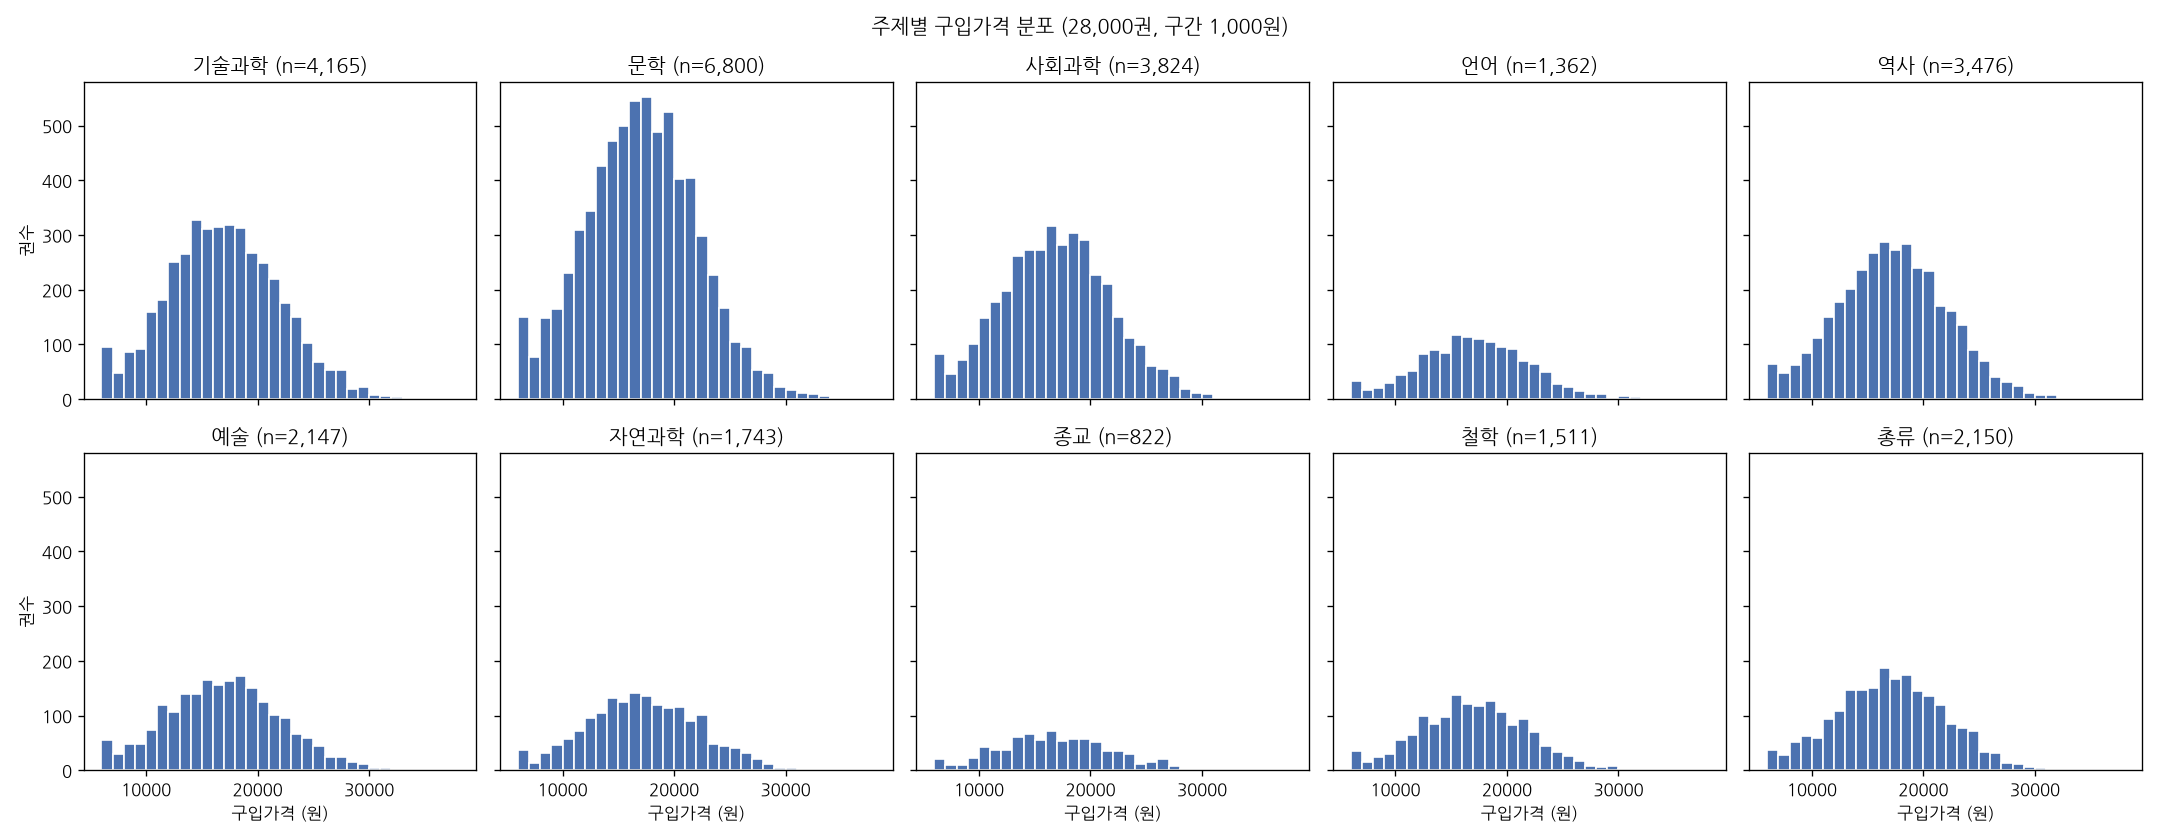 주제별 구입가격 분포 (28,000권, 구간 1,000원)
기술과학 (n=4,165)
문학 (n=6,800)
사회과학 (n=3,824)
언어 (n=1,362)
역사 (n=3,476)
권수
500
400
300
200
100
0
예술 (n=2,147)
자연과학 (n=1,743)
종교 (n=822)
철학 (n=1,511)
총류 (n=2,150)
권수
500
400
300
200
100
0
10000 20000 30000
10000 20000 30000
10000 20000 30000
10000 20000 30000
10000 20000 30000
구입가격 (원)
구입가격 (원)
구입가격 (원)
구입가격 (원)
구입가격 (원)